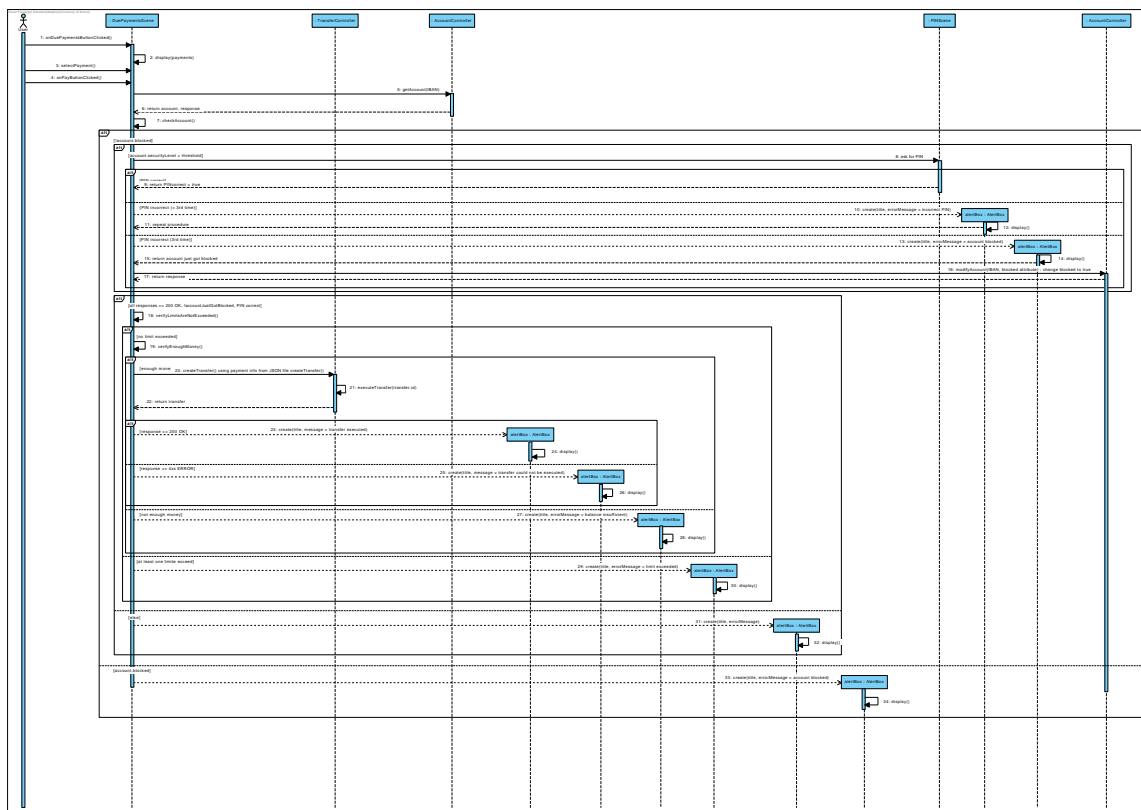 : DuePaymentsScene
: TransferController
: AccountController
: PINScene
: AccountController
User
1: onDuePaymentsButtonClicked()
2: display(payments)
3: selectPayment()
4: onPayButtonClicked()
5: getAccount(IBAN)
6: return account, response
7: checkAccount()
alt
[!account blocked]
alt
[account.securityLevel = threshold]
8: ask for PIN
alt
9: return PINcorrect = true
[PIN incorrect (< 3rd time)]
10: create(title, errorMessage = incorrect PIN)
alertBox : AlertBox
11: repeat procedure
12: display()
[PIN incorrect (3rd time)]
13: create(title, errorMessage = account blocked)
alertBox : AlertBox
14: display()
15: return account just got blocked
16: modifyAccount(IBAN, blocked attribute) - change blocked to true
17: return response
alt
[all responses == 200 OK, !accountJustGotBlocked, PIN correct]
18: verifyLimitsAreNotExceeded()
alt
[no limit exceeded]
19: verifyEnoughMoney()
alt
[enough mone
20: createTransfer() using payment info from JSON file createTransfer()
21: executeTransfer(transfer id)
22: return transfer
alt
[response == 200 OK]
23: create(title, message = transfer executed)
alertBox : AlertBox
24: display()
[response == 4xx ERROR]
25: create(title, message = transfer could not be executed)
alertBox : AlertBox
26: display()
[not enough money]
27: create(title, errorMessage = balance insufficient)
alertBox : AlertBox
28: display()
[at least one limite exceed]
29: create(title, errorMessage = limit exceeded)
alertBox : AlertBox
30: display()
[else]
31: create(title, errorMessage)
alertBox : AlertBox
32: display()
[account blocked]
33: create(title, errorMessage = account blocked)
alertBox : AlertBox
34: display()